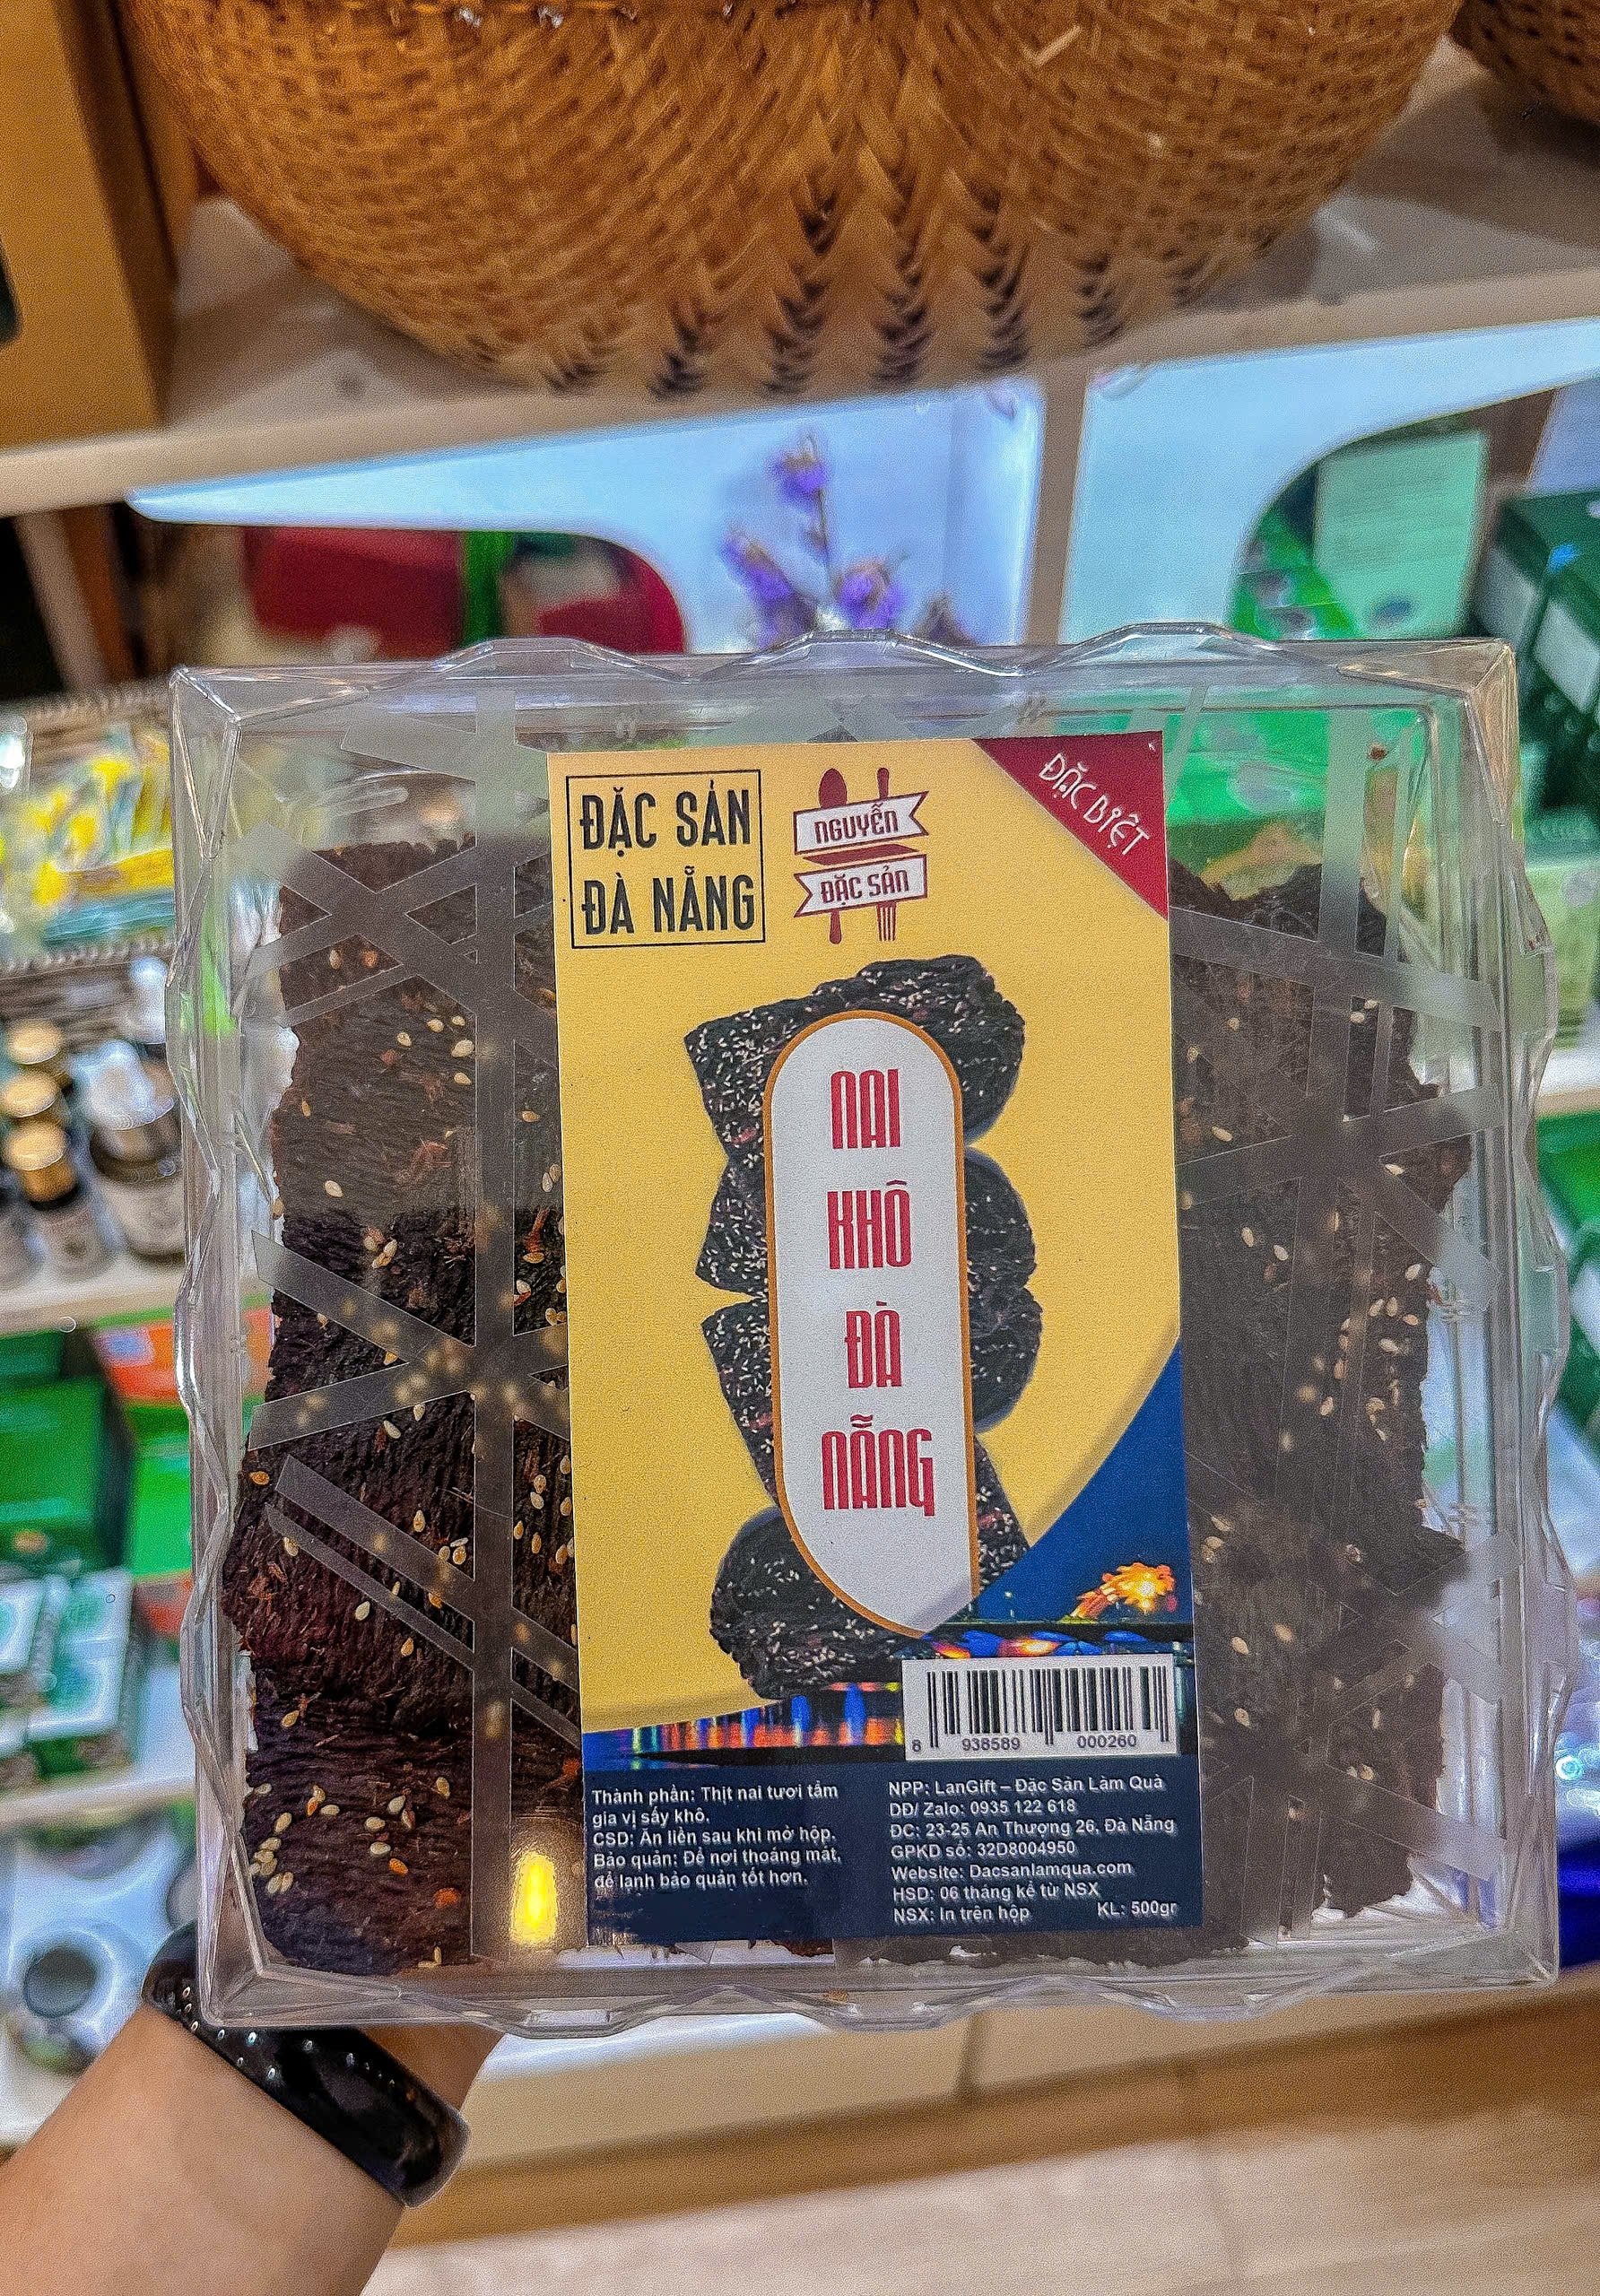 ĐẶC SẢN
ĐÀ NẴNG
NGUYỄN
ĐẶC SẢN
ĐẶC BIỆT
NAI
KHÔ
ĐÀ
NẴNG
8 938589 000260
Thành phần: Thịt nai tươi tẩm
gia vị sấy khô.
CSD: Ăn liền sau khi mở hộp.
Bảo quản: Để nơi thoáng mát,
để lạnh bảo quản tốt hơn.
NPP: LanGift – Đặc Sản Làm Quà
DĐ/ Zalo: 0935 122 618
ĐC: 23-25 An Thượng 26, Đà Nẵng
GPKD số: 32D8004950
Website: Dacsanlamqua.com
HSD: 06 tháng kể từ NSX
NSX: In trên hộp KL: 500gr